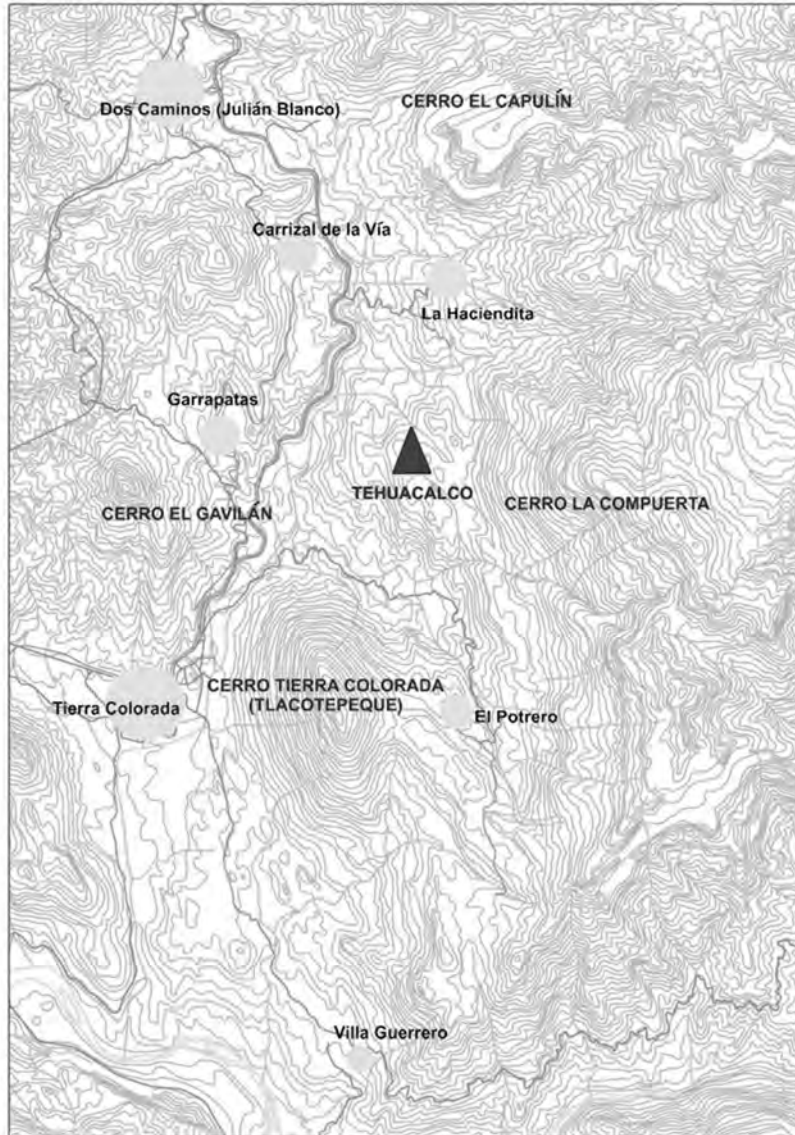 Dos Caminos (Julián Blanco)
CERRO EL CAPULÍN
Carrizal de la Vía
La Haciendita
Garrapatas
TEHUACALCO
CERRO EL GAVILÁN
CERRO LA COMPUERTA
CERRO TIERRA COLORADA
(TLACOTEPEQUE)
Tierra Colorada
El Potrero
Villa Guerrero